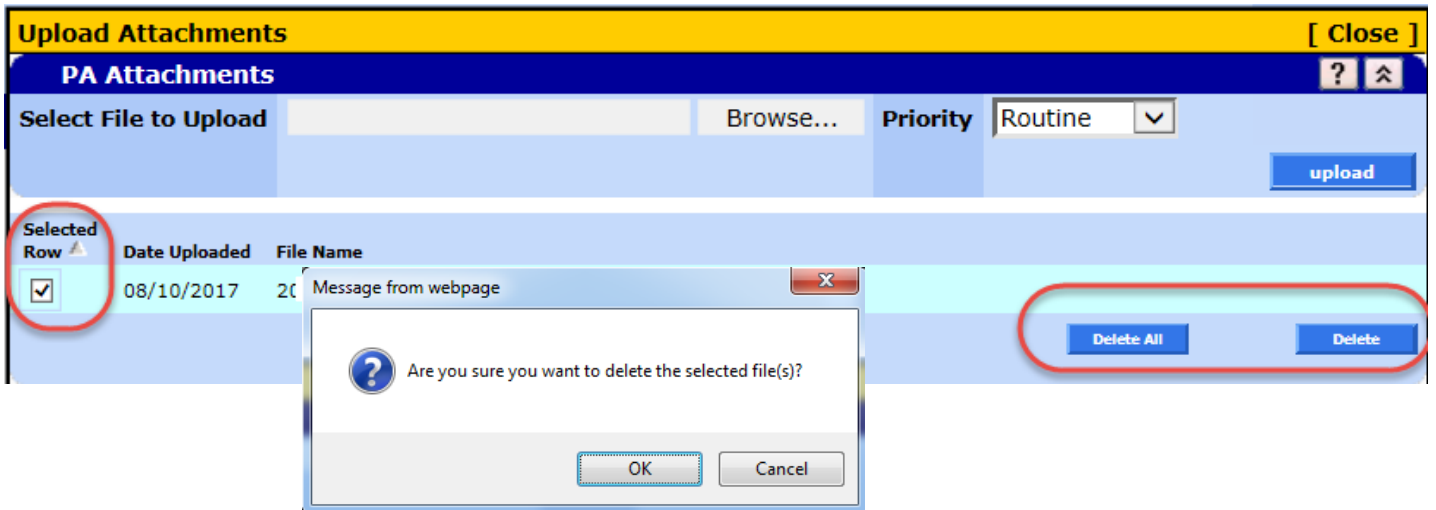 Upload Attachments [ Close ]
PA Attachments ?
Select File to Upload Browse... Priority Routine
upload
Selected
Row Date Uploaded File Name
08/10/2017 20
Message from webpage
Are you sure you want to delete the selected file(s)?
OK Cancel
Delete All Delete